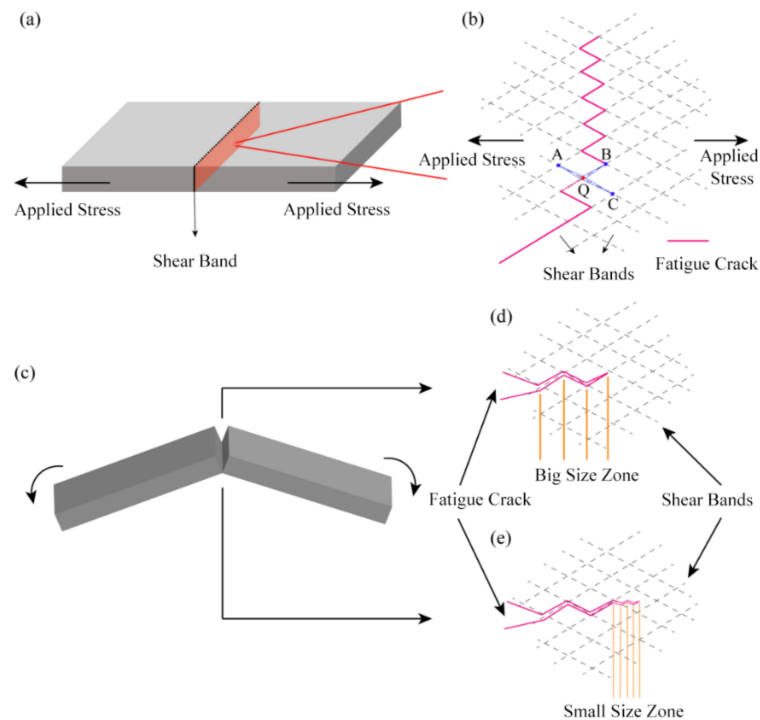 (a)
Applied Stress
Applied Stress
Shear Band
(b)
Applied Stress
Applied
Stress
A
B
Q
C
Shear Bands
Fatigue Crack
(c)
Fatigue Crack
(d)
Big Size Zone
Shear Bands
(e)
Small Size Zone